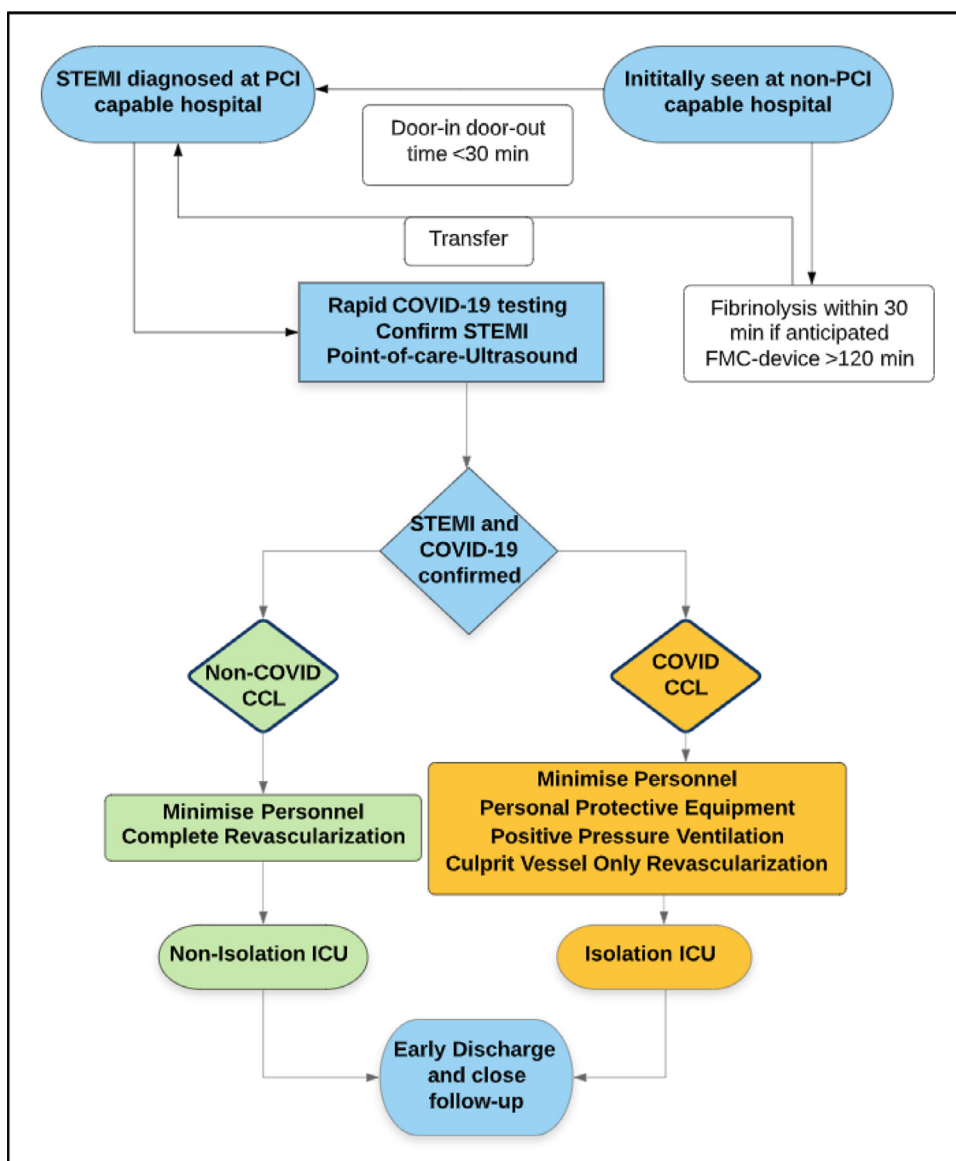 STEMI diagnosed at PCI
capable hospital
Inititally seen at non-PCI
capable hospital
Door-in door-out
time <30 min
Transfer
Rapid COVID-19 testing
Confirm STEMI
Point-of-care-Ultrasound
Fibrinolysis within 30
min if anticipated
FMC-device >120 min
STEMI and
COVID-19
confirmed
Non-COVID
CCL
COVID
CCL
Minimise Personnel
Complete Revascularization
Minimise Personnel
Personal Protective Equipment
Positive Pressure Ventilation
Culprit Vessel Only Revascularization
Non-Isolation ICU
Isolation ICU
Early Discharge
and close
follow-up